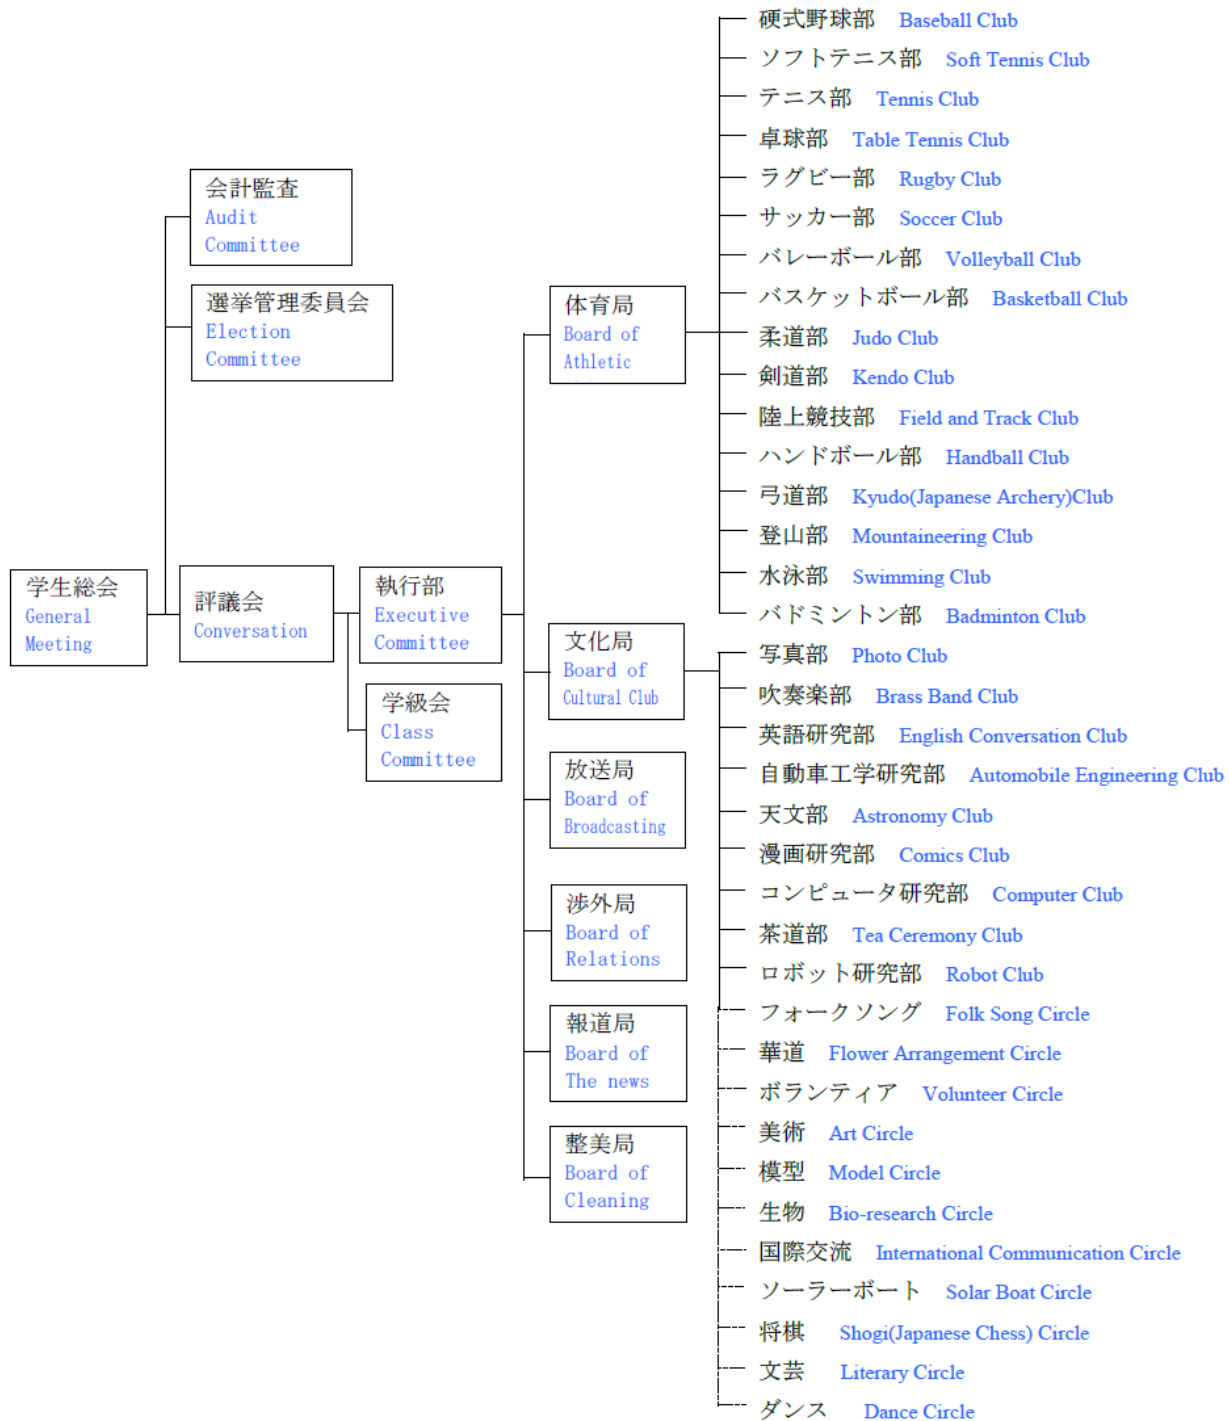 学生総会
General
Meeting
会計監査
Audit
Committee
選挙管理委員会
Election
Committee
評議会
Conversation
執行部
Executive
Committee
学級会
Class
Committee
体育局
Board of
Athletic
硬式野球部 Baseball Club
ソフトテニス部 Soft Tennis Club
テニス部 Tennis Club
卓球部 Table Tennis Club
ラグビー部 Rugby Club
サッカー部 Soccer Club
バレーボール部 Volleyball Club
バスケットボール部 Basketball Club
柔道部 Judo Club
剣道部 Kendo Club
陸上競技部 Field and Track Club
ハンドボール部 Handball Club
弓道部 Kyudo(Japanese Archery)Club
登山部 Mountaineering Club
水泳部 Swimming Club
バドミントン部 Badminton Club
文化局
Board of
Cultural Club
写真部 Photo Club
吹奏楽部 Brass Band Club
英語研究部 English Conversation Club
自動車工学研究部 Automobile Engineering Club
天文部 Astronomy Club
漫画研究部 Comics Club
コンピュータ研究部 Computer Club
茶道部 Tea Ceremony Club
ロボット研究部 Robot Club
フォークソング Folk Song Circle
華道 Flower Arrangement Circle
ボランティア Volunteer Circle
美術 Art Circle
模型 Model Circle
生物 Bio-research Circle
国際交流 International Communication Circle
ソーラーボート Solar Boat Circle
将棋 Shogi(Japanese Chess) Circle
文芸 Literary Circle
ダンス Dance Circle
放送局
Board of
Broadcasting
渉外局
Board of
Relations
報道局
Board of
The news
整美局
Board of
Cleaning